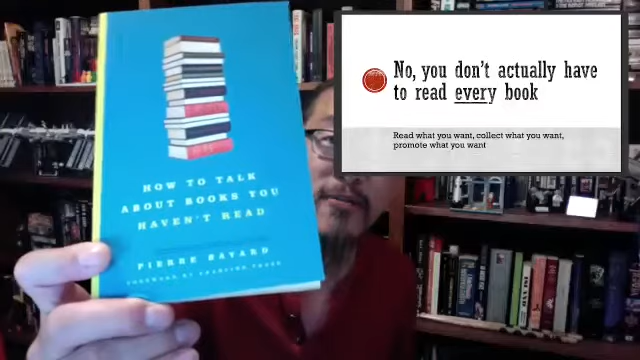 HOW TO TALK
ABOUT BOOKS YOU
HAVEN'T READ
PIERRE BAYARD
No, you don't actually have
to read every book
Read what you want, collect what you want,
promote what you want